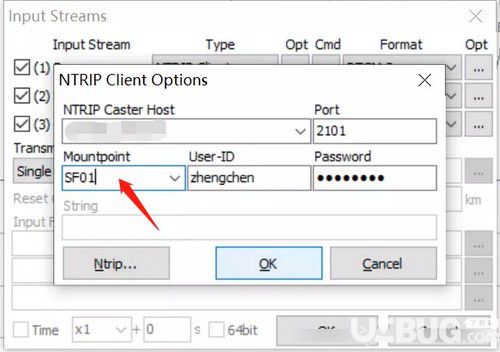 Input Streams
Input Stream Type Opt Cmd Format Opt
(1)
(2)
(3)
NTRIP Client Options
NTRIP Caster Host Port
2101
Mountpoint User-ID Password
SF01 zhengchen ●●●●●●●●
String
Ntrip... OK Cancel
Transm
Single
Reset
km
Input F
Time x1 + 0 s 64bit